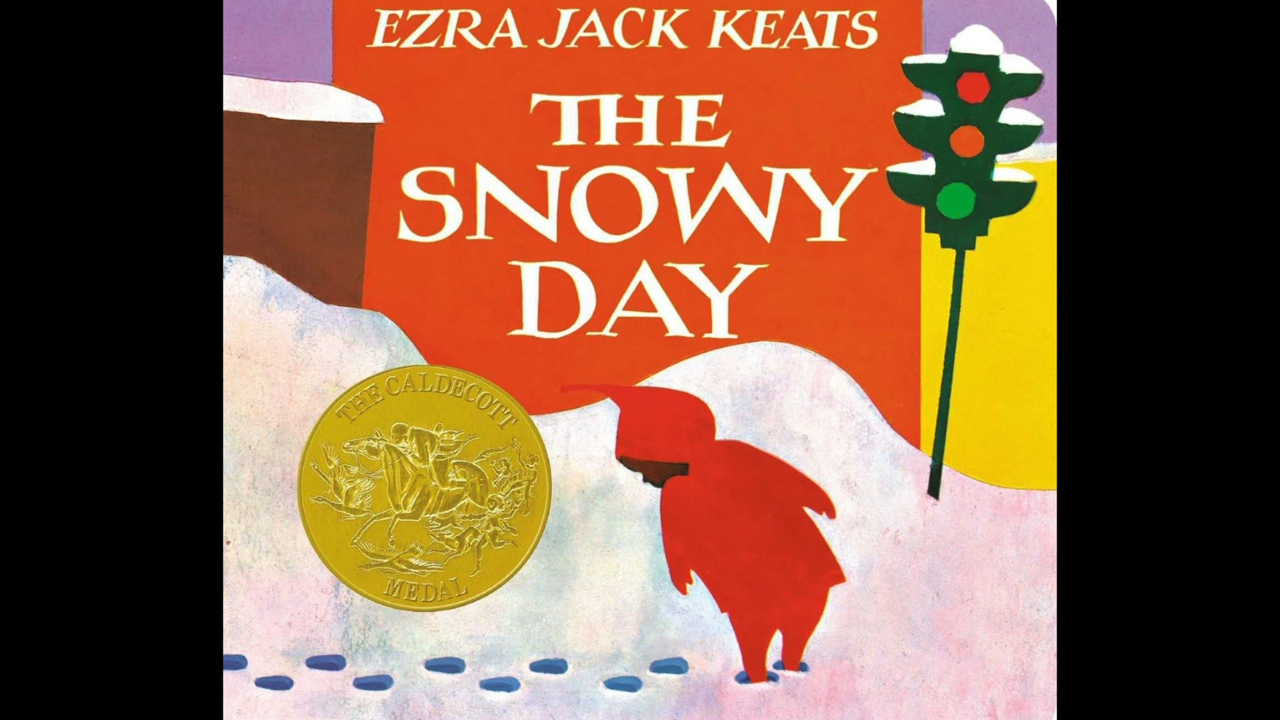 EZRA JACK KEATS
THE
SNOWY
DAY
THE CALDECOTT
MEDAL